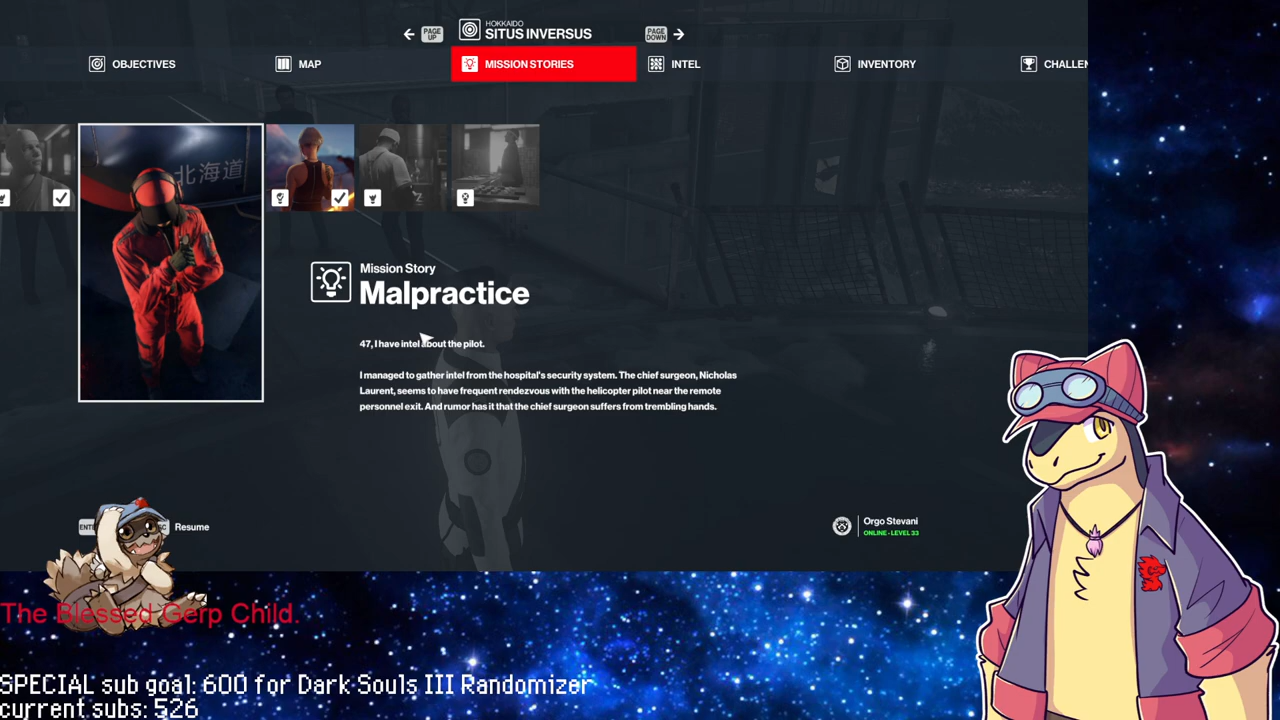 PAGE UP
HOKKAIDO
SITUS INVERSUS
PAGE DOWN
OBJECTIVES
MAP
MISSION STORIES
INTEL
INVENTORY
CHALLEN
北海道
Mission Story
Malpractice
47, I have intel about the pilot.
I managed to gather intel from the hospital's security system. The chief surgeon, Nicholas
Laurent, seems to have frequent rendezvous with the helicopter pilot near the remote
personnel exit. And rumor has it that the chief surgeon suffers from trembling hands.
Resume
Orgo Stevani
ONLINE - LEVEL 33
The Blessed Gerp Child.
SPECIAL sub goal: 600 for Dark Souls III Randomizer
current subs: 526